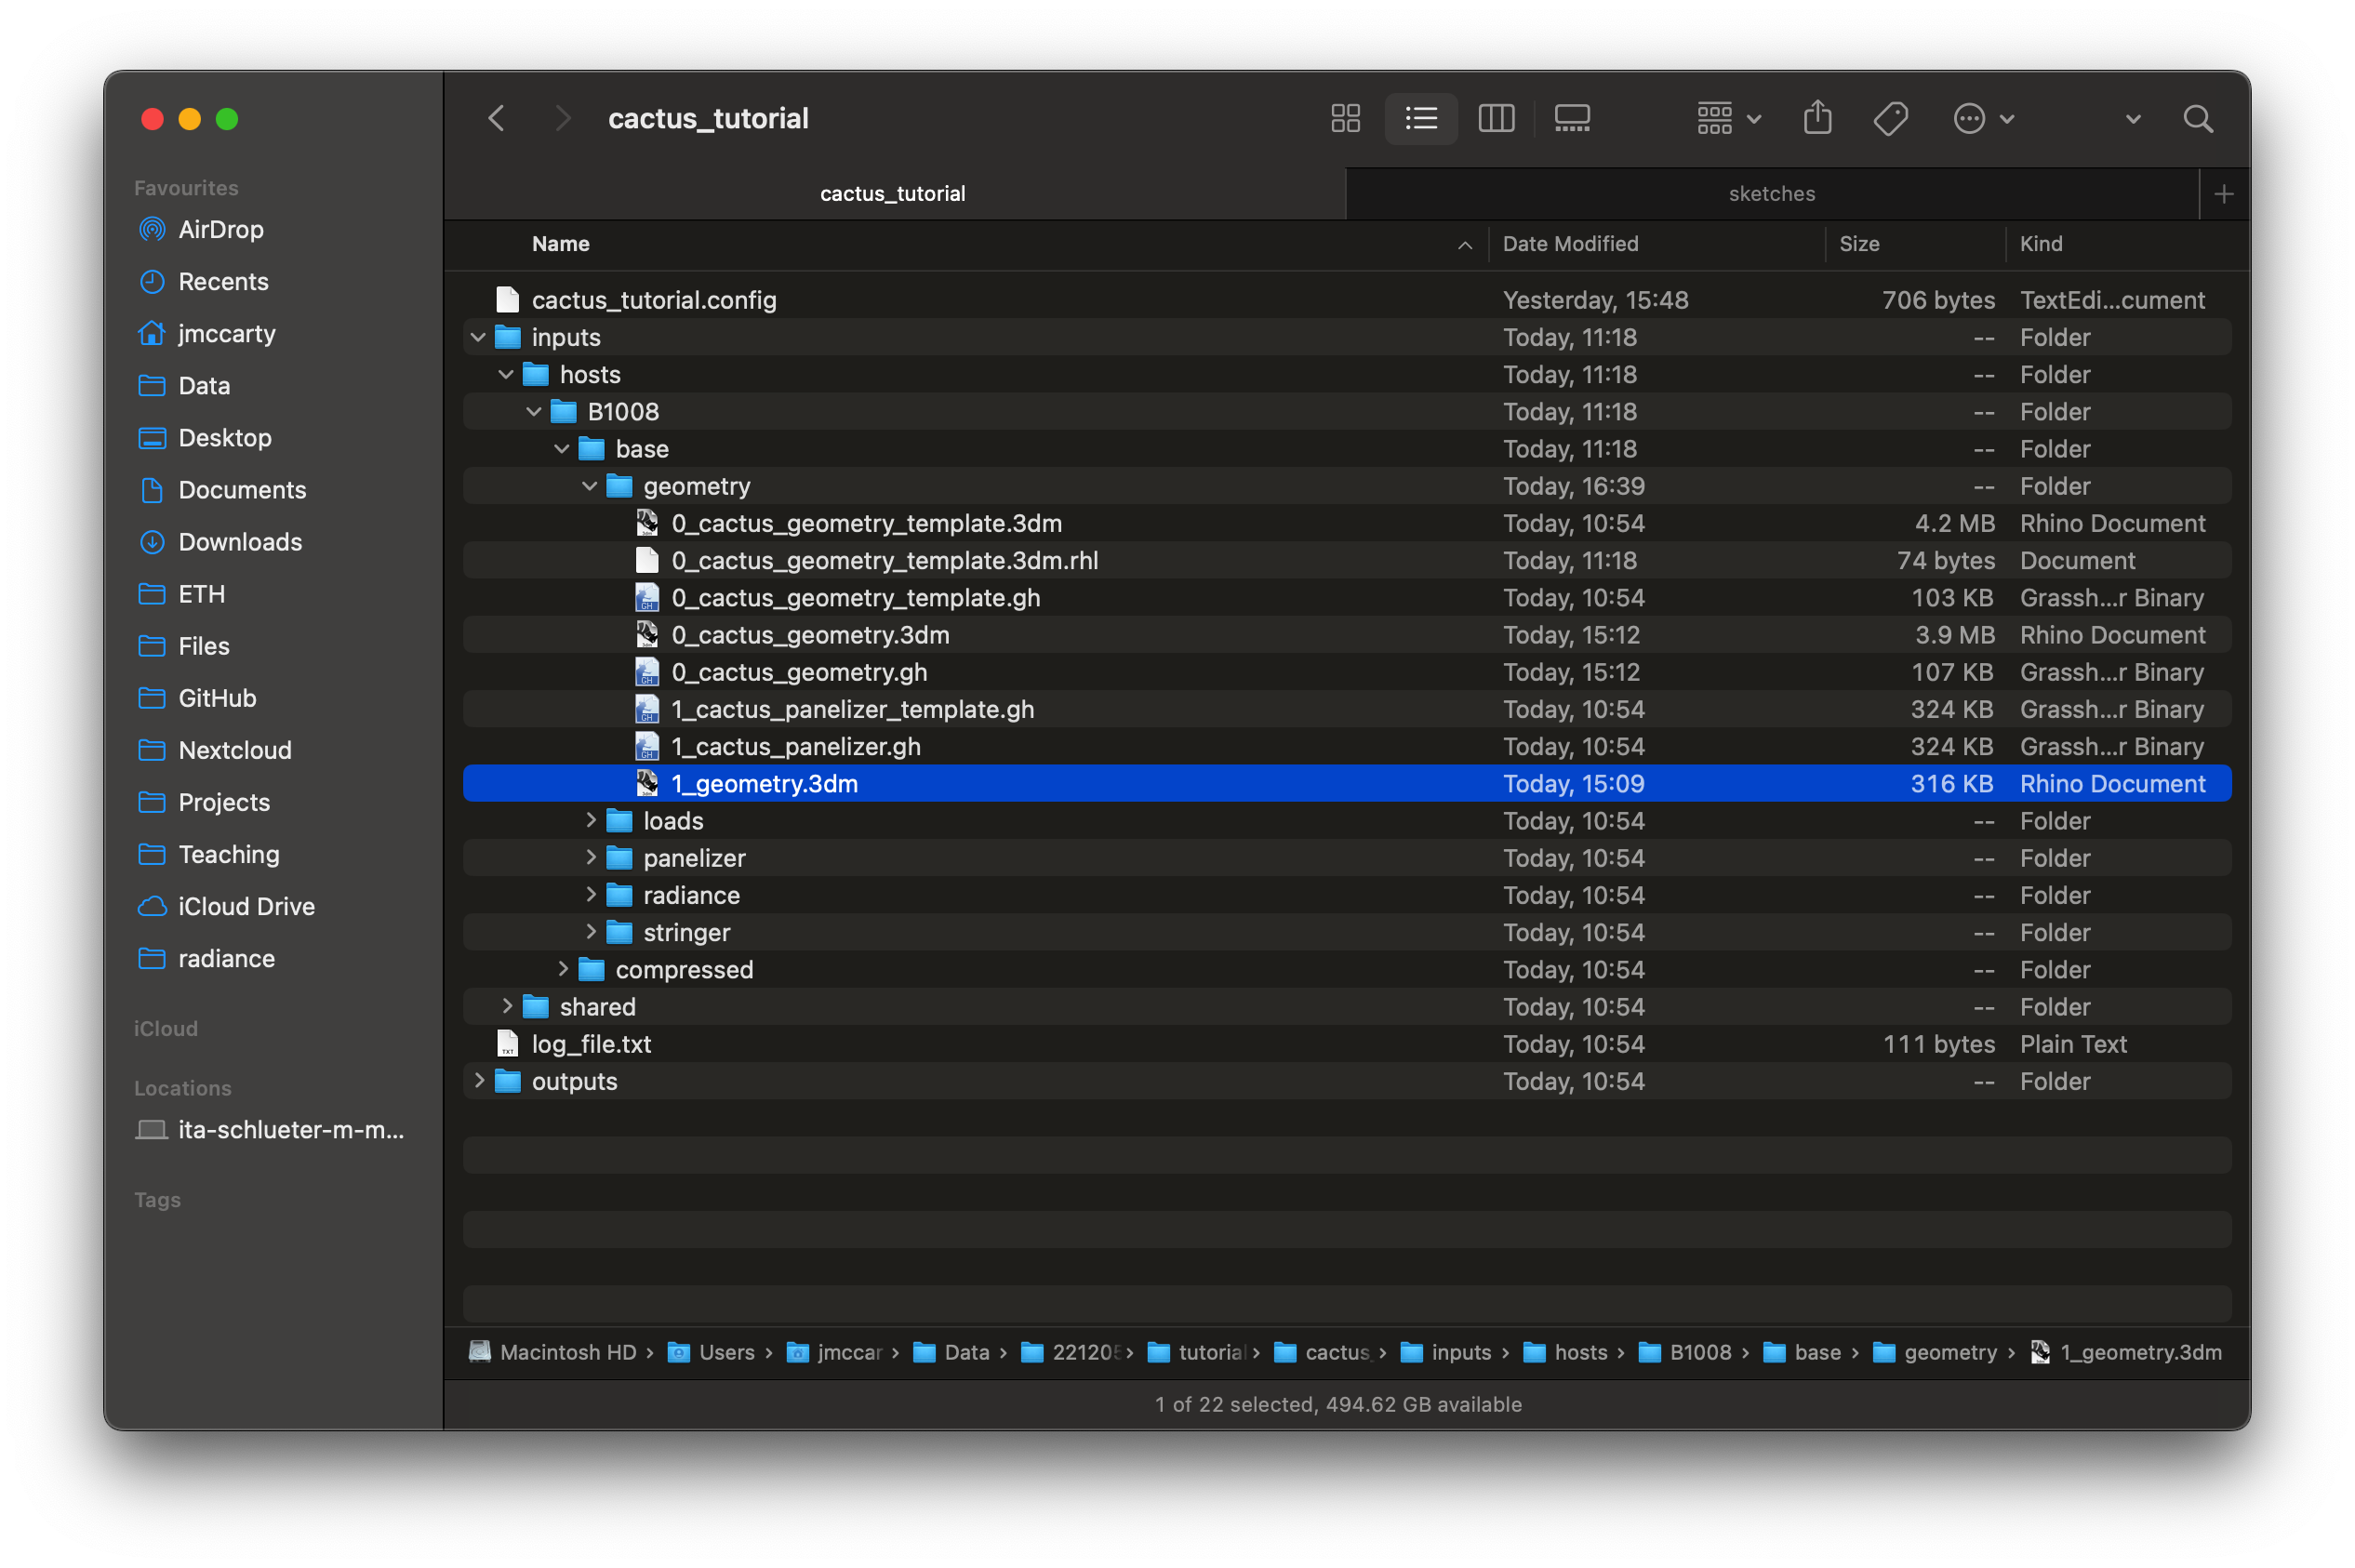 cactus_tutorial
cactus_tutorial sketches
Favourites
AirDrop
Recents
jmccarty
Data
Desktop
Documents
Downloads
ETH
Files
GitHub
Nextcloud
Projects
Teaching
iCloud Drive
radiance
iCloud
Locations
ita-schlueter-m-m...
Tags
Name Date Modified Size Kind
cactus_tutorial.config Yesterday, 15:48 706 bytes TextEdi...cument
inputs Today, 11:18 -- Folder
hosts Today, 11:18 -- Folder
B1008 Today, 11:18 -- Folder
base Today, 11:18 -- Folder
geometry Today, 16:39 -- Folder
0_cactus_geometry_template.3dm Today, 10:54 4.2 MB Rhino Document
0_cactus_geometry_template.3dm.rhl Today, 11:18 74 bytes Document
0_cactus_geometry_template.gh Today, 10:54 103 KB Grassh...r Binary
0_cactus_geometry.3dm Today, 15:12 3.9 MB Rhino Document
0_cactus_geometry.gh Today, 15:12 107 KB Grassh...r Binary
1_cactus_panelizer_template.gh Today, 10:54 324 KB Grassh...r Binary
1_cactus_panelizer.gh Today, 10:54 324 KB Grassh...r Binary
1_geometry.3dm Today, 15:09 316 KB Rhino Document
loads Today, 10:54 -- Folder
panelizer Today, 10:54 -- Folder
radiance Today, 10:54 -- Folder
stringer Today, 10:54 -- Folder
compressed Today, 10:54 -- Folder
shared Today, 10:54 -- Folder
log_file.txt Today, 10:54 111 bytes Plain Text
outputs Today, 10:54 -- Folder
Macintosh HD › Users › jmccar › Data › 221205 › tutorial › cactus_ › inputs › hosts › B1008 › base › geometry › 1_geometry.3dm
1 of 22 selected, 494.62 GB available